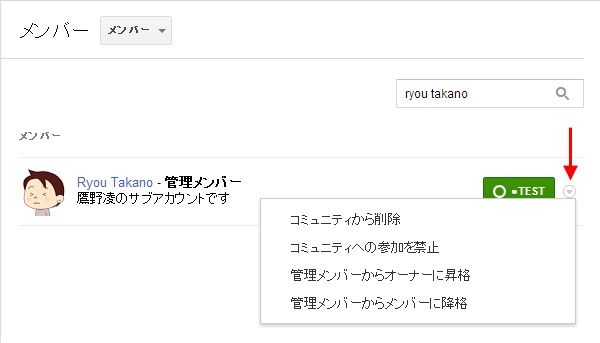 メンバー メンバー
ryou takano
メンバー
Ryou Takano - 管理メンバー
鷹野凌のサブアカウントです
●TEST
コミュニティから削除
コミュニティへの参加を禁止
管理メンバーからオーナーに昇格
管理メンバーからメンバーに降格